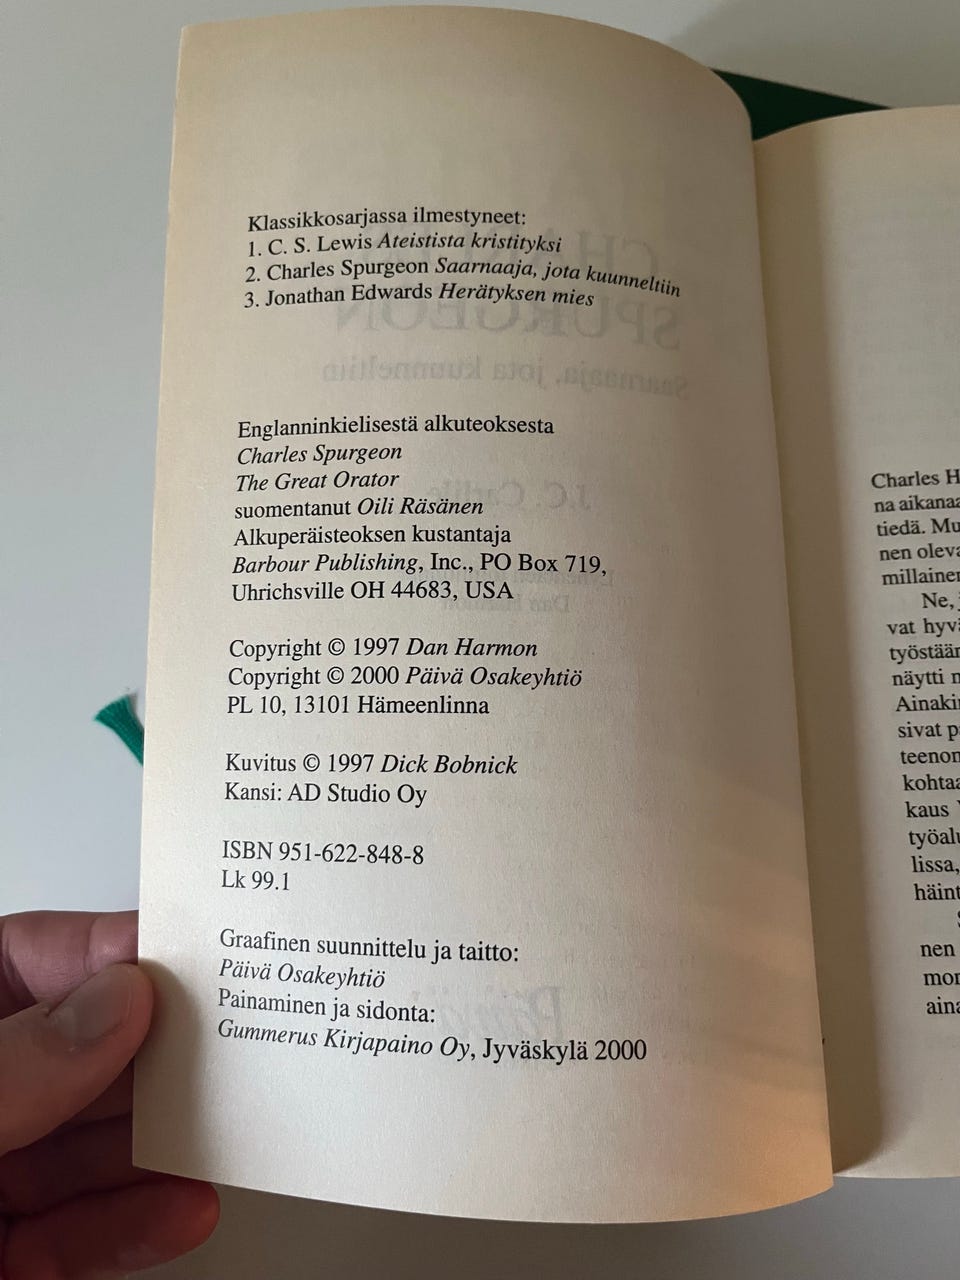 Klassikkosarjassa ilmestyneet:
1. C. S. Lewis Ateistista kristityksi
2. Charles Spurgeon Saarnaaja, jota kuunneltiin
3. Jonathan Edwards Herätyksen mies
Englanninkielisestä alkuteoksesta
Charles Spurgeon
The Great Orator
suomentanut Oili Räsänen
Alkuperäisteoksen kustantaja
Barbour Publishing, Inc., PO Box 719,
Uhrichsville OH 44683, USA
Copyright © 1997 Dan Harmon
Copyright © 2000 Päivä Osakeyhtiö
PL 10, 13101 Hämeenlinna
Kuvitus © 1997 Dick Bobnick
Kansi: AD Studio Oy
ISBN 951-622-848-8
Lk 99.1
Graafinen suunnittelu ja taitto:
Päivä Osakeyhtiö
Painaminen ja sidonta:
Gummerus Kirjapaino Oy, Jyväskylä 2000
Charles H
na aikanaa
tiedä. Mu
nen oleva
millainen
Ne, j
vat hyvä
työstään
näytti n
Ainakin
sivat p
teenon
kohtaa
kaus
työalu
lissa,
häint
nen
mon
aina